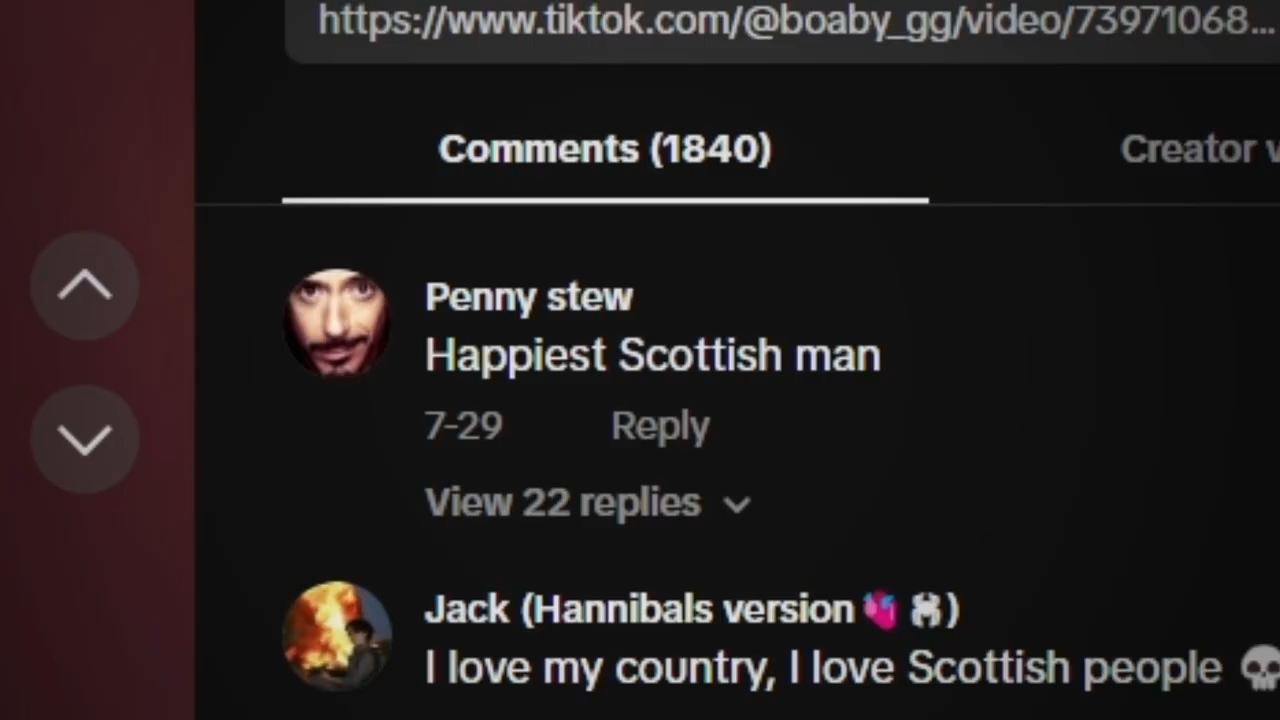 https://www.tiktok.com/@boaby_gg/video/73971068...
Comments (1840)
Creator
Penny stew
Happiest Scottish man
7-29
Reply
View 22 replies
Jack (Hannibals version🫀🕷)
I love my country, I love Scottish people 💀